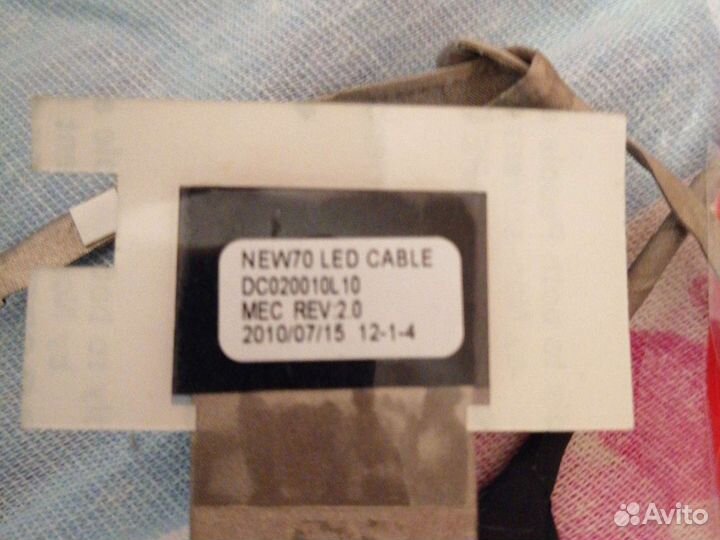 NEW70 LED CABLE
DC020010L10
MEC REV:2.0
2010/07/15 12-1-4
Avito